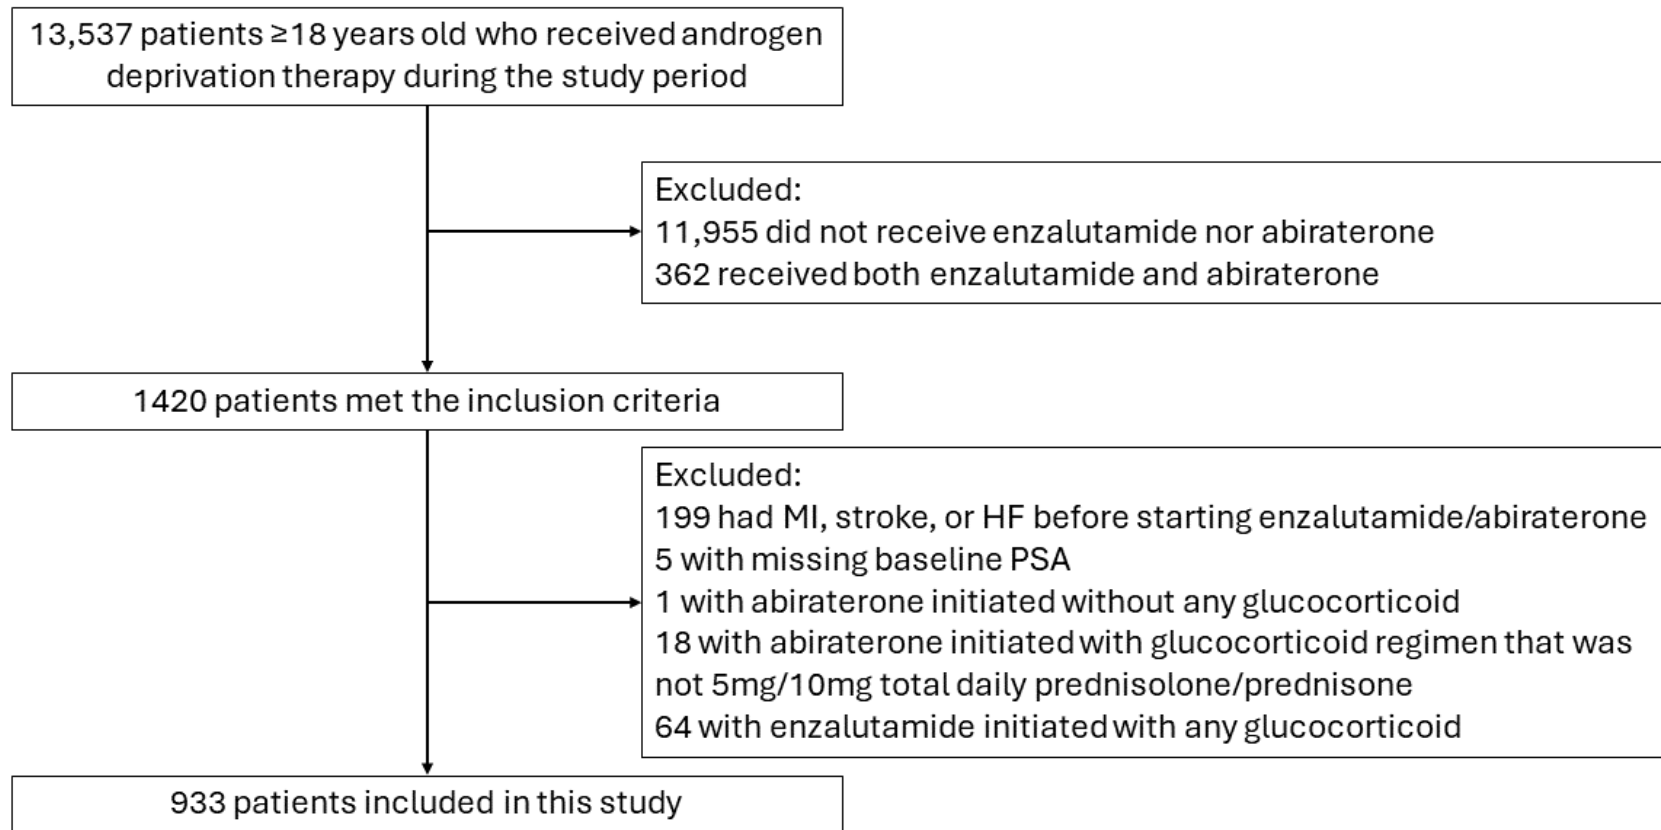 13,537 patients ≥18 years old who received androgen
deprivation therapy during the study period
Excluded:
11,955 did not receive enzalutamide nor abiraterone
362 received both enzalutamide and abiraterone
1420 patients met the inclusion criteria
Excluded:
199 had MI, stroke, or HF before starting enzalutamide/abiraterone
5 with missing baseline PSA
1 with abiraterone initiated without any glucocorticoid
18 with abiraterone initiated with glucocorticoid regimen that was
not 5mg/10mg total daily prednisolone/prednisone
64 with enzalutamide initiated with any glucocorticoid
933 patients included in this study